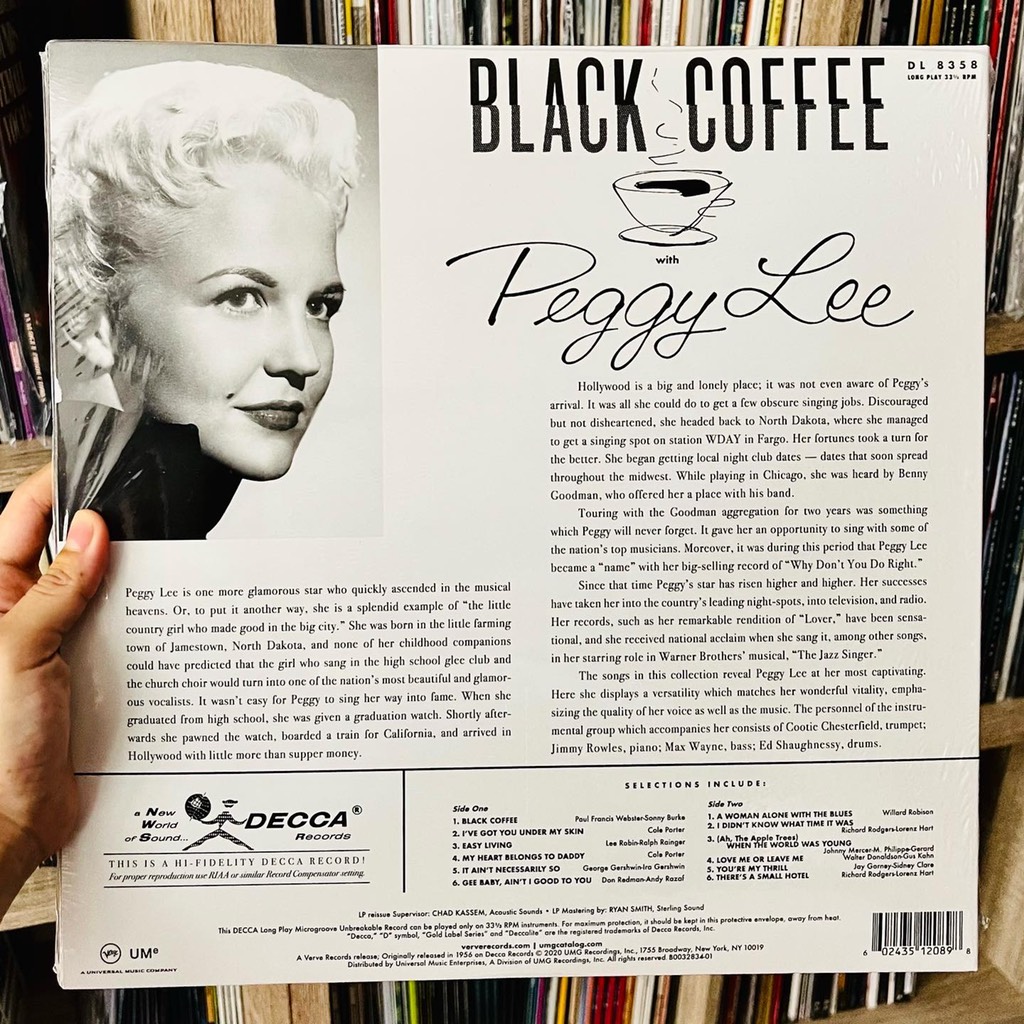 DL 8358
LONG PLAY 33⅓ RPM
BLACK COFFEE
with
Peggy Lee
Peggy Lee is one more glamorous star who quickly ascended in the musical
heavens. Or, to put it another way, she is a splendid example of “the little
country girl who made good in the big city.” She was born in the little farming
town of Jamestown, North Dakota, and none of her childhood companions
could have predicted that the girl who sang in the high school glee club and
the church choir would turn into one of the nation’s most beautiful and glamor-
ous vocalists. It wasn’t easy for Peggy to sing her way into fame. When she
graduated from high school, she was given a graduation watch. Shortly after-
wards she pawned the watch, boarded a train for California, and arrived in
Hollywood with little more than supper money.
Hollywood is a big and lonely place; it was not even aware of Peggy’s
arrival. It was all she could do to get a few obscure singing jobs. Discouraged
but not disheartened, she headed back to North Dakota, where she managed
to get a singing spot on station WDAY in Fargo. Her fortunes took a turn for
the better. She began getting local night club dates — dates that soon spread
throughout the midwest. While playing in Chicago, she was heard by Benny
Goodman, who offered her a place with his band.
Touring with the Goodman aggregation for two years was something
which Peggy will never forget. It gave her an opportunity to sing with some of
the nation’s top musicians. Moreover, it was during this period that Peggy Lee
became a “name” with her big-selling record of “Why Don’t You Do Right.”
Since that time Peggy’s star has risen higher and higher. Her successes
have taken her into the country’s leading night-spots, into television, and radio.
Her records, such as her remarkable rendition of “Lover,” have been sensa-
tional, and she received national acclaim when she sang it, among other songs,
in her starring role in Warner Brothers’ musical, “The Jazz Singer.”
The songs in this collection reveal Peggy Lee at her most captivating.
Here she displays a versatility which matches her wonderful vitality, empha-
sizing the quality of her voice as well as the music. The personnel of the instru-
mental group which accompanies her consists of Cootie Chesterfield, trumpet;
Jimmy Rowles, piano; Max Wayne, bass; Ed Shaughnessy, drums.
a New
World
of Sound...
DECCA®
Records
THIS IS A HI-FIDELITY DECCA RECORD!
For proper reproduction use RIAA or similar Record Compensator setting.
SELECTIONS INCLUDE:
Side One
1. BLACK COFFEE Paul Francis Webster-Sonny Burke
2. I’VE GOT YOU UNDER MY SKIN Cole Porter
3. EASY LIVING Lee Robin-Ralph Rainger
4. MY HEART BELONGS TO DADDY Cole Porter
5. IT AIN’T NECESSARILY SO George Gershwin-Ira Gershwin
6. GEE BABY, AIN’T I GOOD TO YOU Don Redman-Andy Razaf
Side Two
1. A WOMAN ALONE WITH THE BLUES Willard Robison
2. I DIDN’T KNOW WHAT TIME IT WAS
Richard Rodgers-Lorenz Hart
3. (Ah, The Apple Trees)
WHEN THE WORLD WAS YOUNG
Johnny Mercer-M. Philippe-Gerard
4. LOVE ME OR LEAVE ME Walter Donaldson-Gus Kahn
5. YOU’RE MY THRILL Jay Gorney-Sidney Clare
6. THERE’S A SMALL HOTEL Richard Rodgers-Lorenz Hart
LP reissue Supervisor: CHAD KASSEM, Acoustic Sounds • LP Mastering by: RYAN SMITH, Sterling Sound
This DECCA Long Play Microgroove Unbreakable Record can be played only on 33⅓ RPM instruments. For maximum protection, it should be kept in this protective envelope, away from heat.
“Decca,” “D” symbol, “Gold Label Series” and “Deccalite” are the registered trademarks of Decca Records, Inc.
ververecords.com | umgcatalog.com
A Verve Records release; Originally released in 1956 on Decca Records © 2020 UMG Recordings, Inc., 1755 Broadway, New York, NY 10019
Distributed by Universal Music Enterprises, A Division of UMG Recordings, Inc. All rights reserved. B0032834-01
verve
UMe
A UNIVERSAL MUSIC COMPANY
6 02435 12089 8